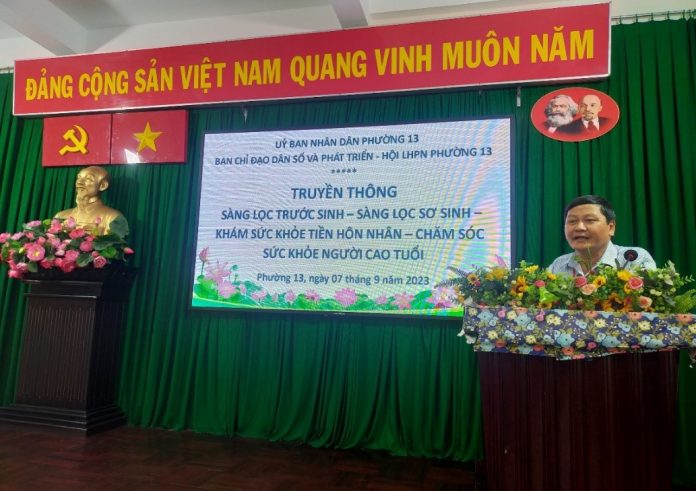 ĐẢNG CỘNG SẢN VIỆT NAM QUANG VINH MUÔN NĂM
UỶ BAN NHÂN DÂN PHƯỜNG 13
BAN CHỈ ĐẠO DÂN SỐ VÀ PHÁT TRIỂN - HỘI LHPN PHƯỜNG 13
*****
TRUYỀN THÔNG
SÀNG LỌC TRƯỚC SINH – SÀNG LỌC SƠ SINH –
KHÁM SỨC KHỎE TIỀN HÔN NHÂN – CHĂM SÓC
SỨC KHỎE NGƯỜI CAO TUỔI
Phường 13, ngày 07 tháng 9 năm 2023